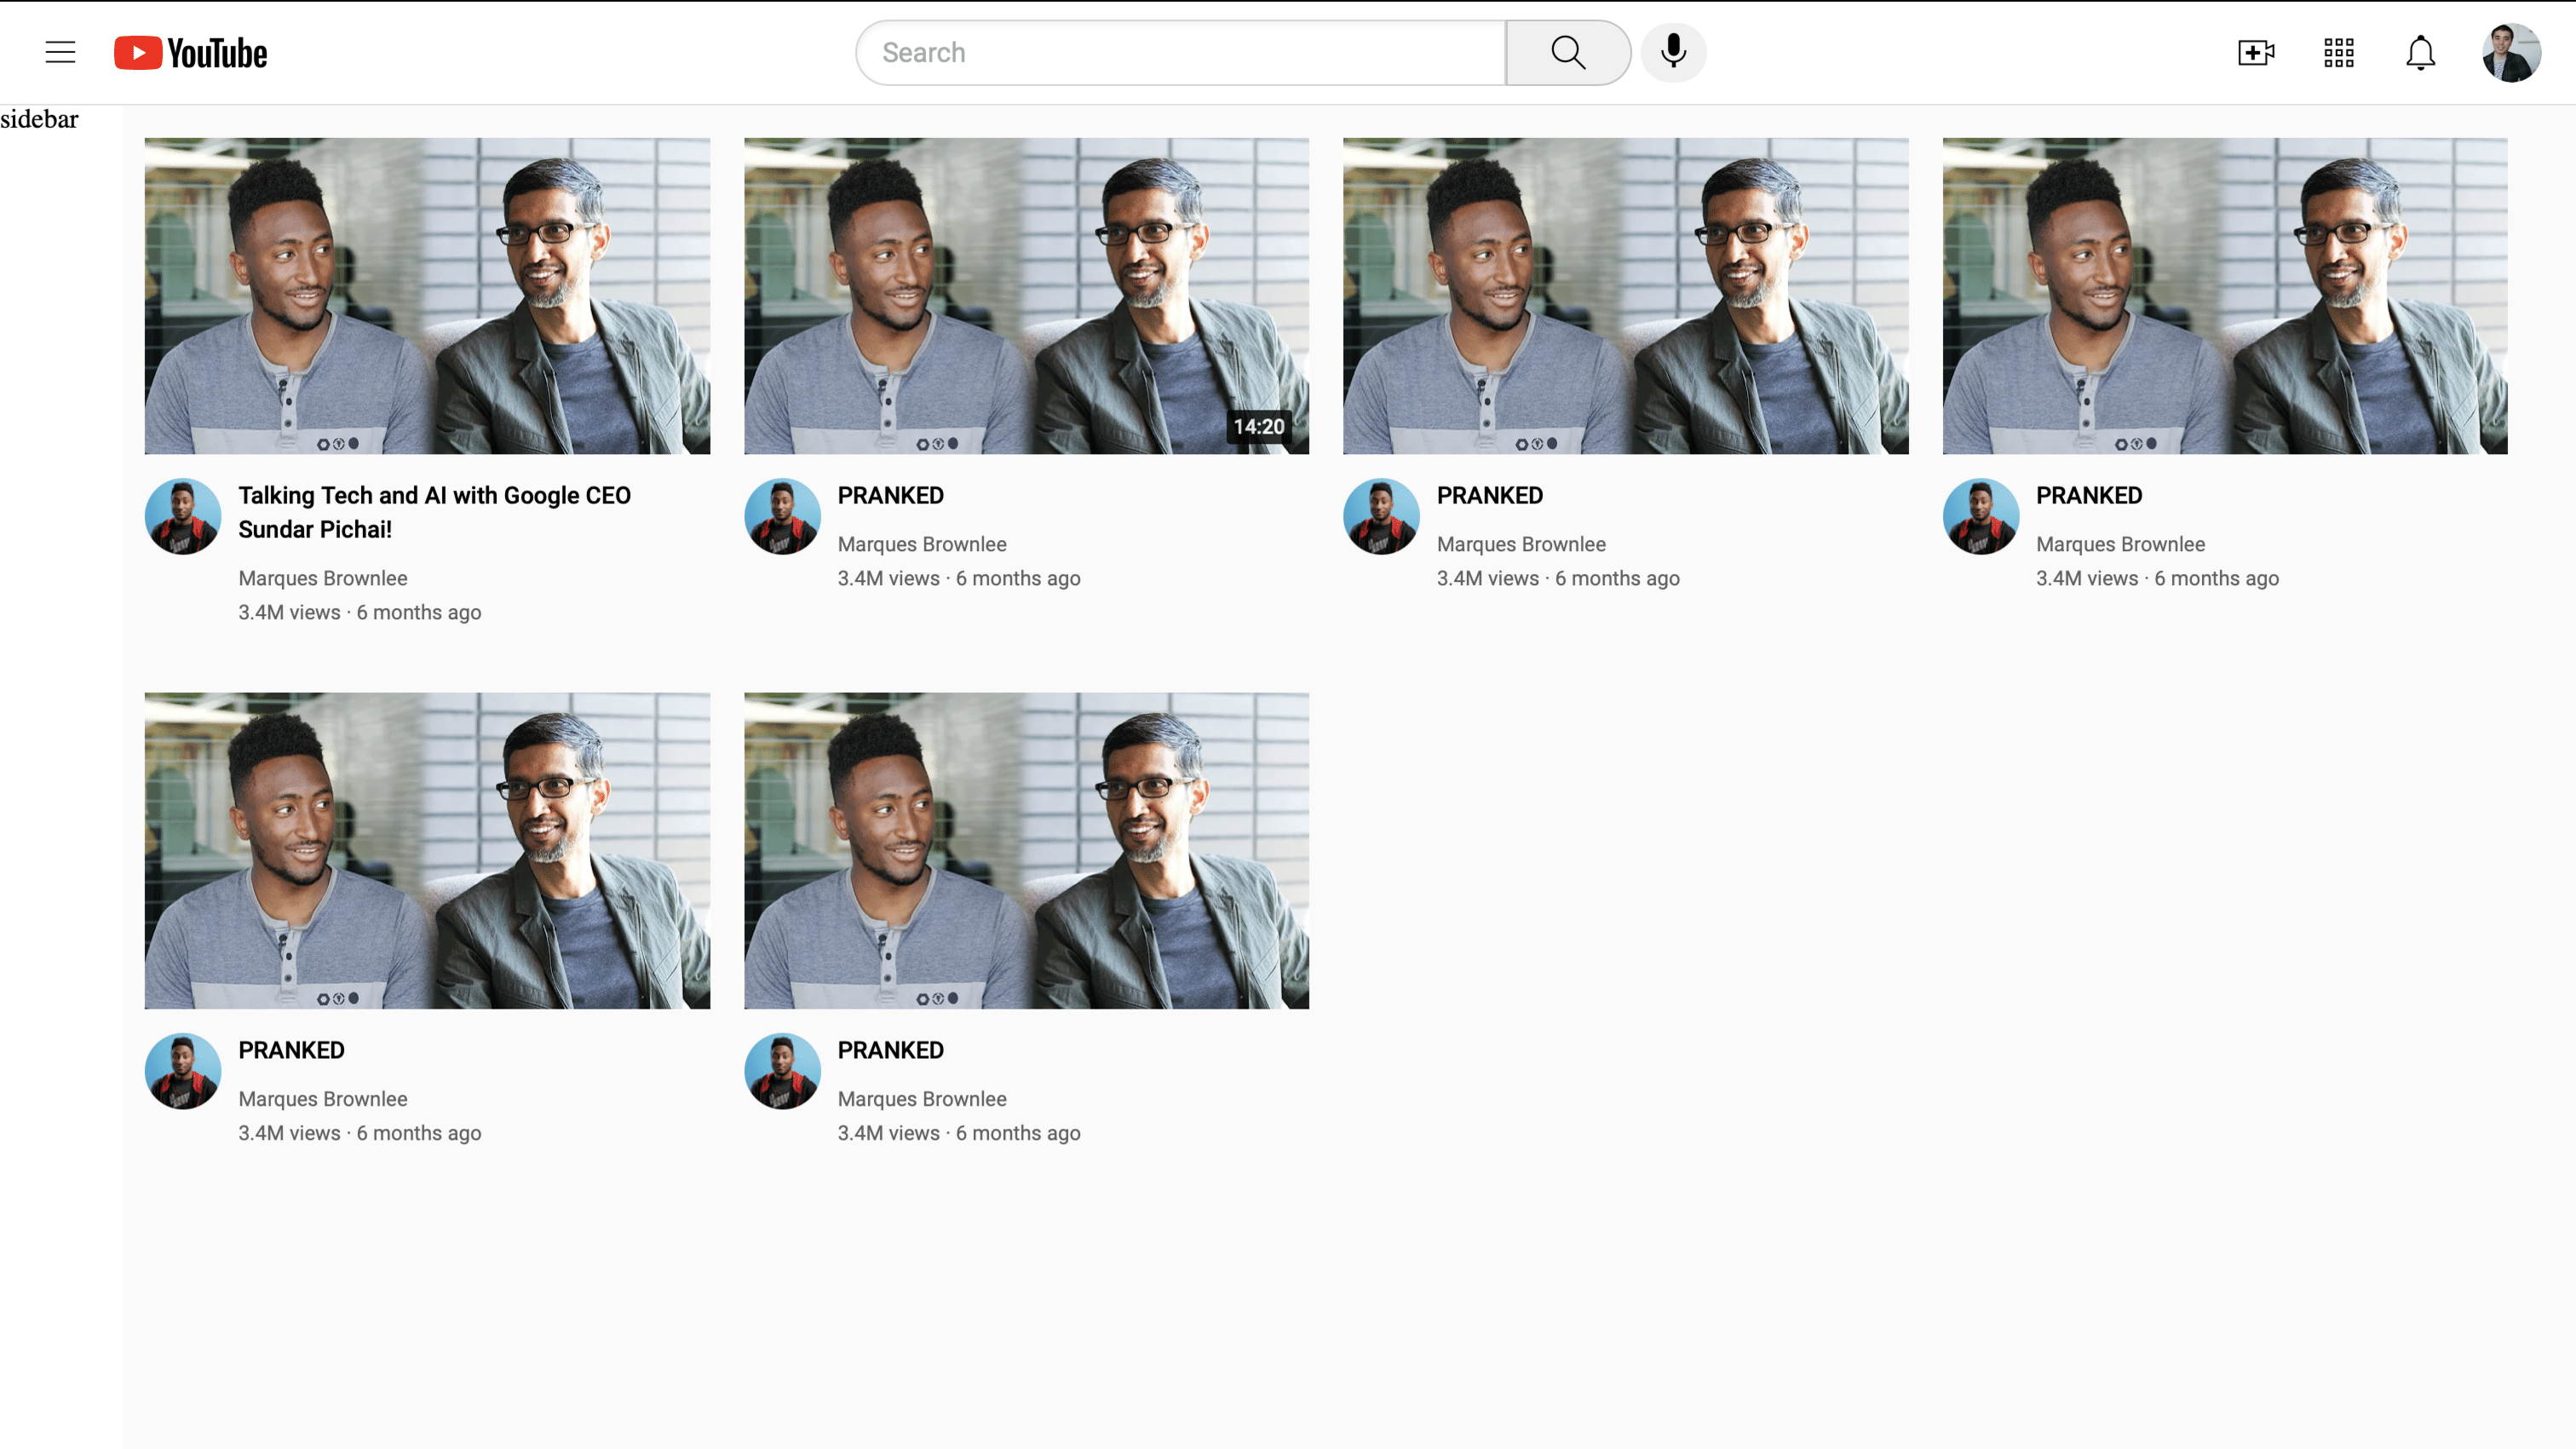 YouTube
Search
sidebar
14:20
Talking Tech and AI with Google CEO
Sundar Pichai!
Marques Brownlee
3.4M views · 6 months ago
PRANKED
Marques Brownlee
3.4M views · 6 months ago
PRANKED
Marques Brownlee
3.4M views · 6 months ago
PRANKED
Marques Brownlee
3.4M views · 6 months ago
PRANKED
Marques Brownlee
3.4M views · 6 months ago
PRANKED
Marques Brownlee
3.4M views · 6 months ago